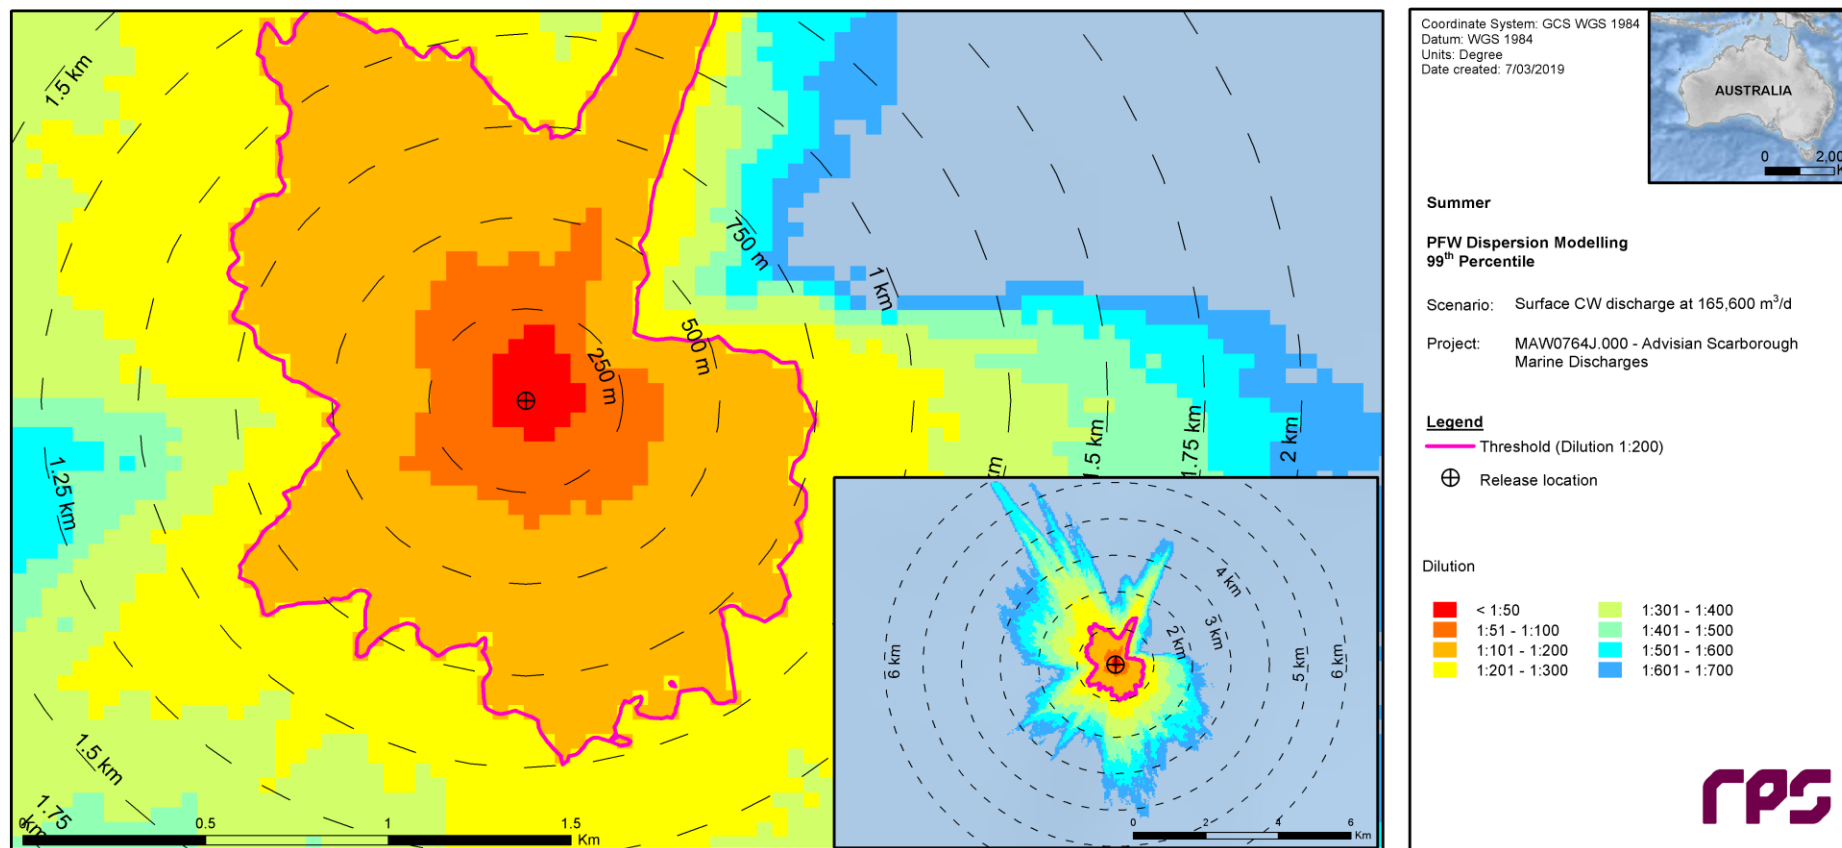 1.5 km
750 m
1 km
500 m
250 m
1.25 km
1.5 km
1.75 km
2 km
km
1.5 km
1.75
km
0 0.5 1 1.5
Km
4 km
3 km
2 km
6 km
5 km
6 km
0 2 4 6
Km
Coordinate System: GCS WGS 1984
Datum: WGS 1984
Units: Degree
Date created: 7/03/2019
AUSTRALIA
0 2,00
K
Summer
PFW Dispersion Modelling
99th Percentile
Scenario: Surface CW discharge at 165,600 m³/d
Project: MAW0764J.000 - Advisian Scarborough
Marine Discharges
Legend
Threshold (Dilution 1:200)
Release location
Dilution
< 1:50
1:51 - 1:100
1:101 - 1:200
1:201 - 1:300
1:301 - 1:400
1:401 - 1:500
1:501 - 1:600
1:601 - 1:700
rps